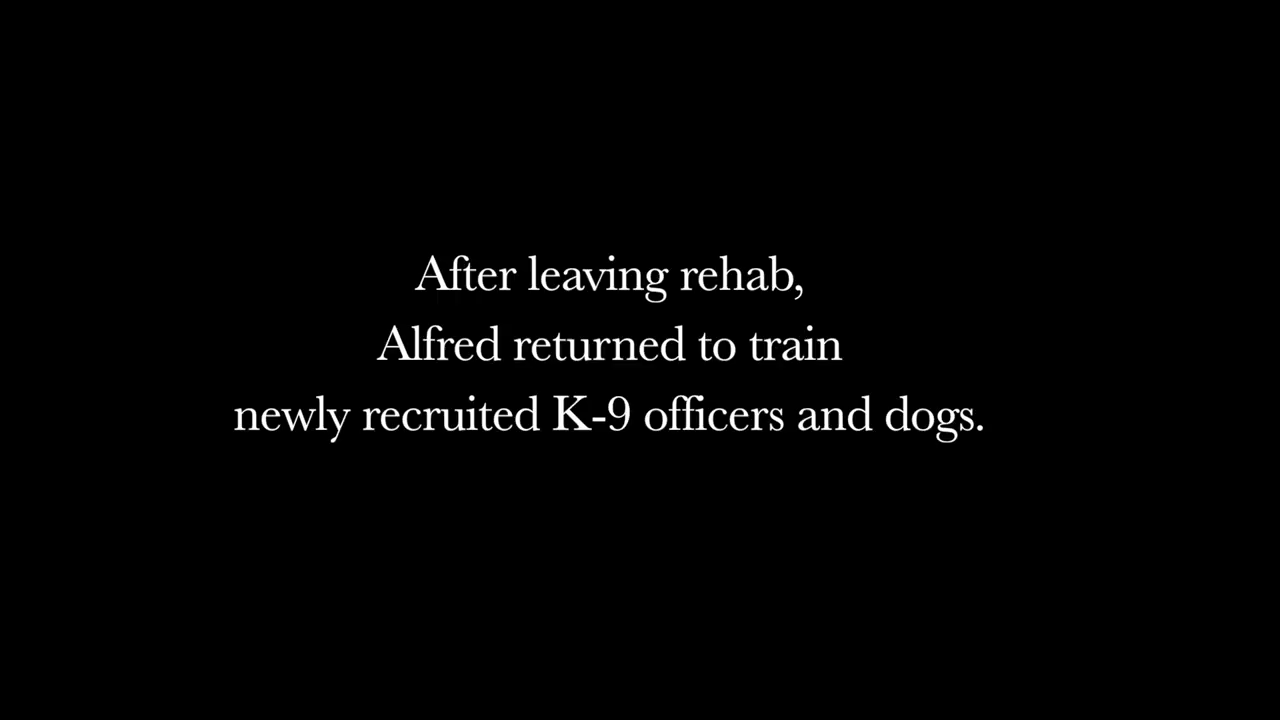 After leaving rehab,
Alfred returned to train
newly recruited K-9 officers and dogs.